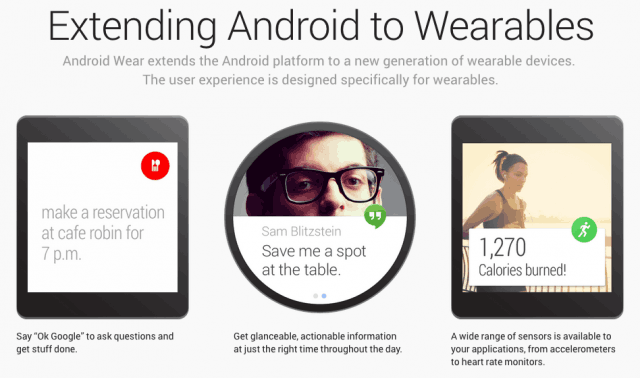 Extending Android to Wearables
Android Wear extends the Android platform to a new generation of wearable devices.
The user experience is designed specifically for wearables.
make a reservation
at cafe robin for
7 p.m.
Say “Ok Google” to ask questions and
get stuff done.
Sam Blitzstein
Save me a spot
at the table.
Get glanceable, actionable information
at just the right time throughout the day.
1,270
Calories burned!
A wide range of sensors is available to
your applications, from accelerometers
to heart rate monitors.